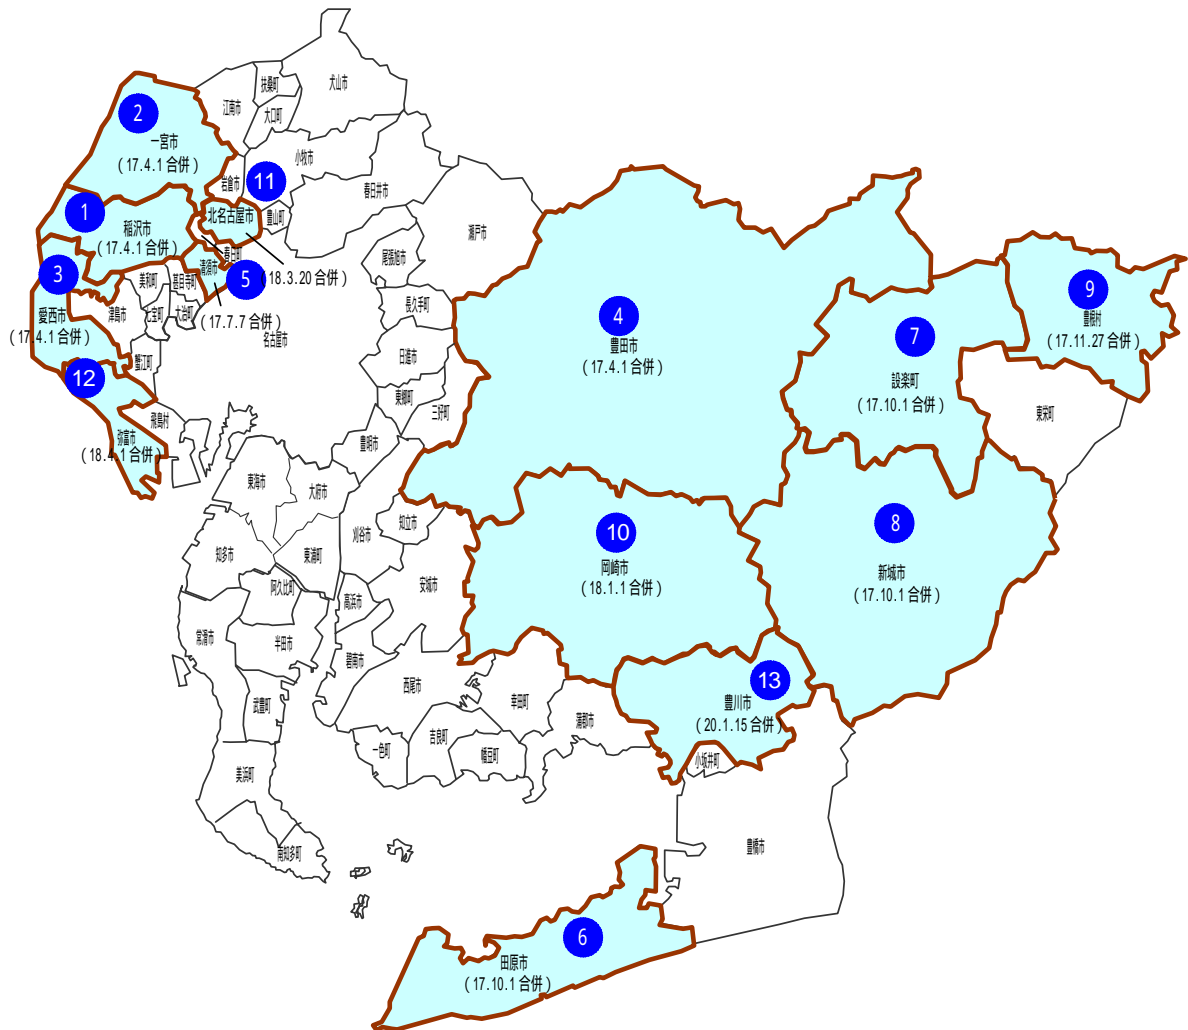 犬山市
扶桑町
江南市
大口町
2
一宮市
(17.4.1 合併)
小牧市
岩倉市
11
春日井市
1
稲沢市
(17.4.1 合併)
北名古屋市
豊山町
瀬戸市
春日町
尾張旭市
3
美和町
甚目寺町
清須市
5
(18.3.20 合併)
愛西市
(17.4.1 合併)
津島市
七宝町
大治町
(17.7.7 合併)
名古屋市
長久手町
4
豊田市
(17.4.1 合併)
7
設楽町
(17.10.1 合併)
9
豊根村
(17.11.27 合併)
蟹江町
日進市
12
東郷町
三好町
東栄町
飛島村
弥富市
(18.4.1 合併)
豊明市
東海市
大府市
知立市
刈谷市
10
岡崎市
(18.1.1 合併)
8
新城市
(17.10.1 合併)
知多市
東浦町
阿久比町
高浜市
安城市
常滑市
半田市
碧南市
西尾市
13
豊川市
(20.1.15 合併)
武豊町
幸田町
蒲郡市
一色町
吉良町
幡豆町
小坂井町
美浜町
南知多町
豊橋市
6
田原市
(17.10.1 合併)